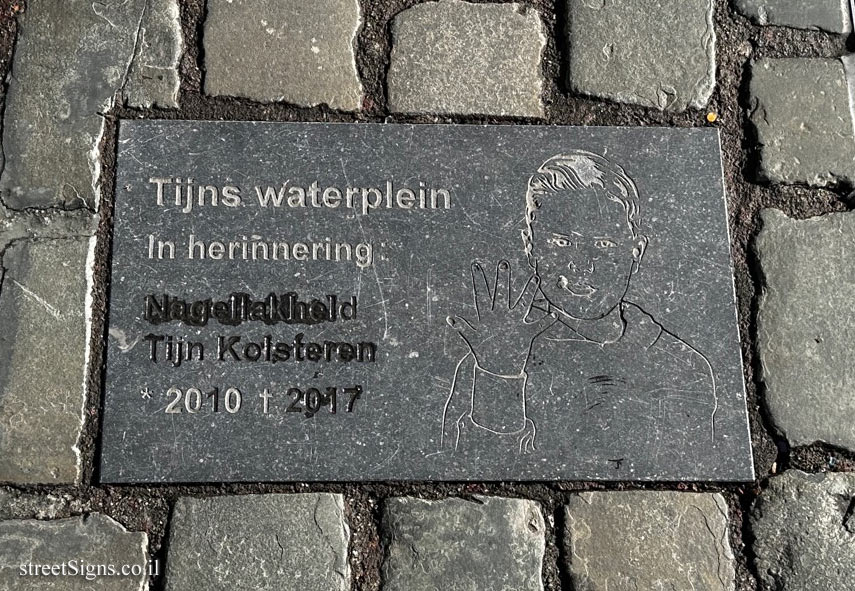 Tijns waterplein
In herinnering:
Nagellakheld
Tijn Kolsteren
* 2010 † 2017
streetSigns.co.il